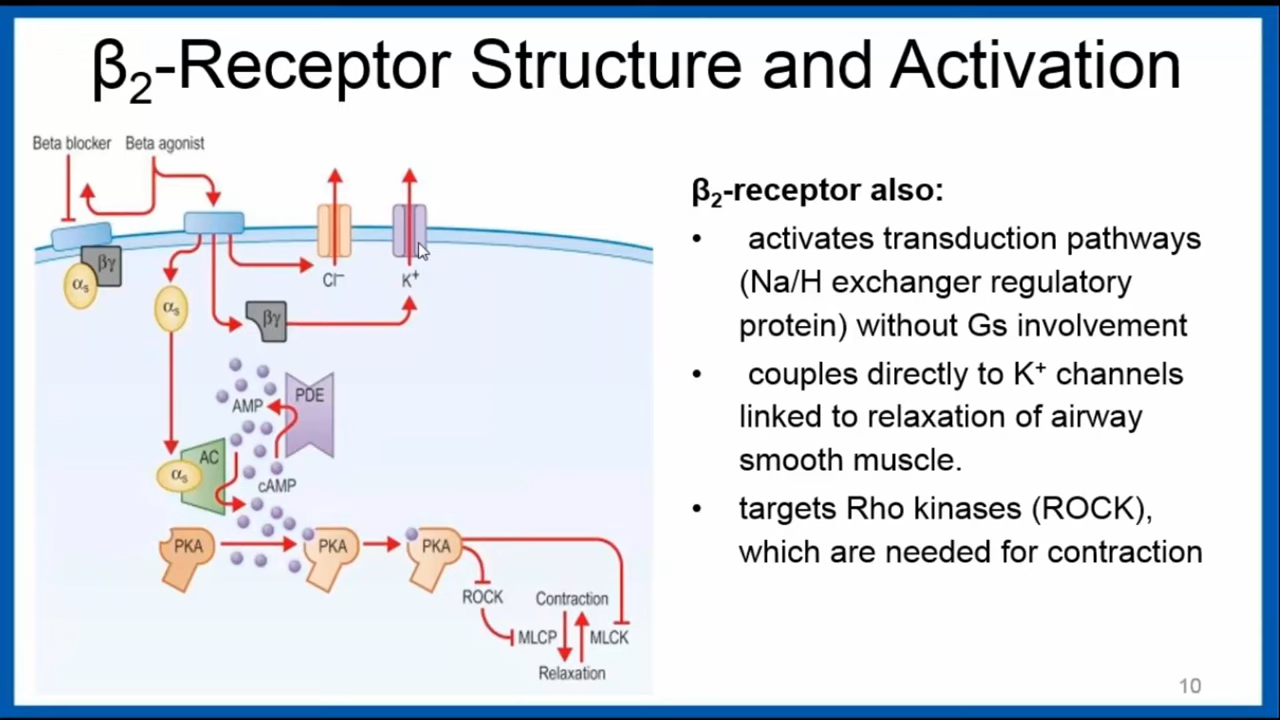 β₂-Receptor Structure and Activation
Beta blocker
Beta agonist
βγ
αs
αs
Cl⁻
K⁺
βγ
AMP
PDE
AC
αs
cAMP
PKA
PKA
PKA
ROCK
Contraction
MLCP
MLCK
Relaxation
β₂-receptor also:
• activates transduction pathways
(Na/H exchanger regulatory
protein) without Gs involvement
• couples directly to K⁺ channels
linked to relaxation of airway
smooth muscle.
• targets Rho kinases (ROCK),
which are needed for contraction
10